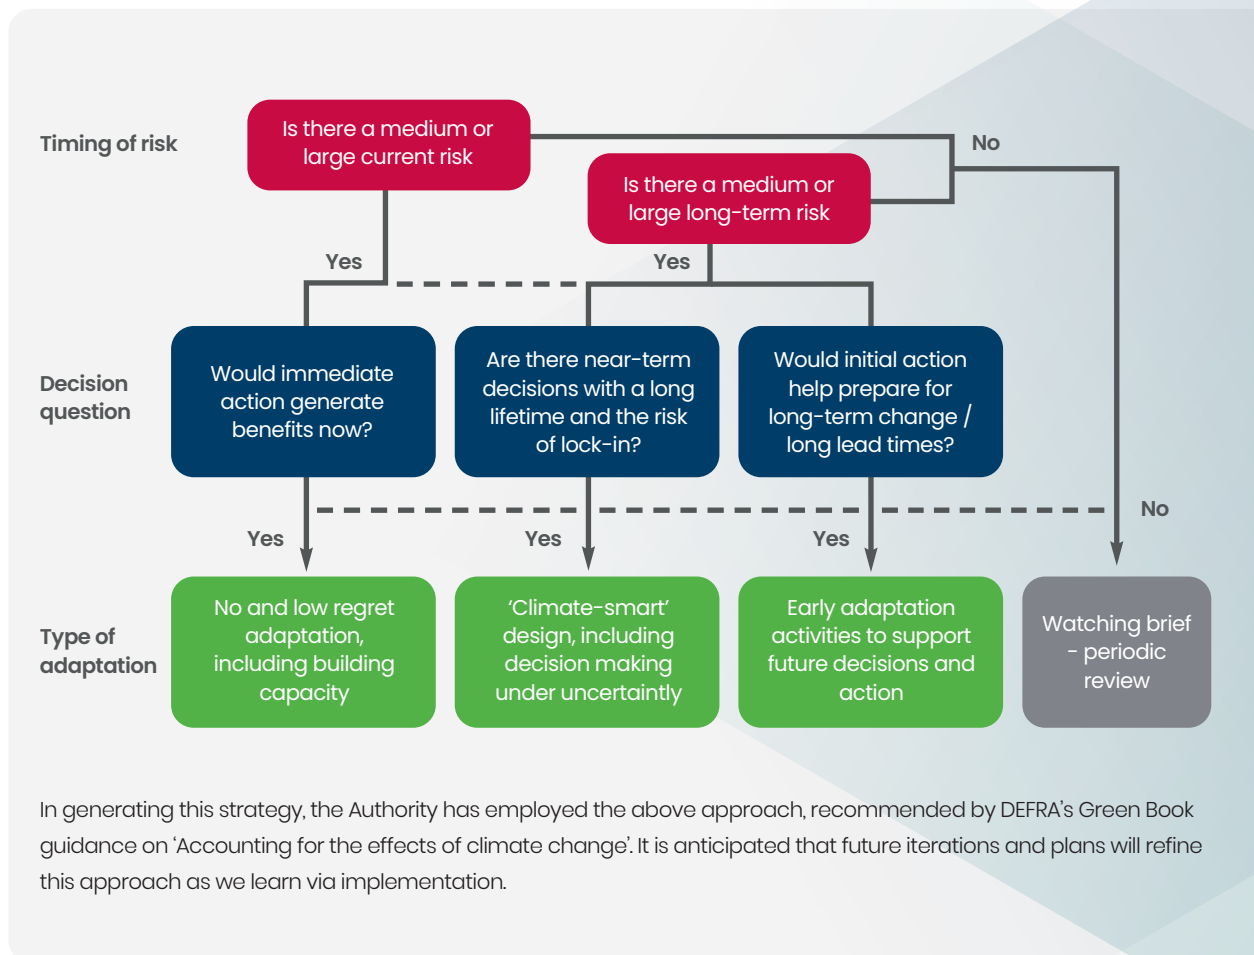 Timing of risk
Is there a medium or
large current risk
No
Is there a medium or
large long-term risk
Yes
Yes
Decision
question
Would immediate
action generate
benefits now?
Are there near-term
decisions with a long
lifetime and the risk
of lock-in?
Would initial action
help prepare for
long-term change /
long lead times?
No
Yes
Yes
Yes
Type of
adaptation
No and low regret
adaptation,
including building
capacity
‘Climate-smart’
design, including
decision making
under uncertaintly
Early adaptation
activities to support
future decisions and
action
Watching brief
- periodic
review
In generating this strategy, the Authority has employed the above approach, recommended by DEFRA’s Green Book
guidance on ‘Accounting for the effects of climate change’. It is anticipated that future iterations and plans will refine
this approach as we learn via implementation.